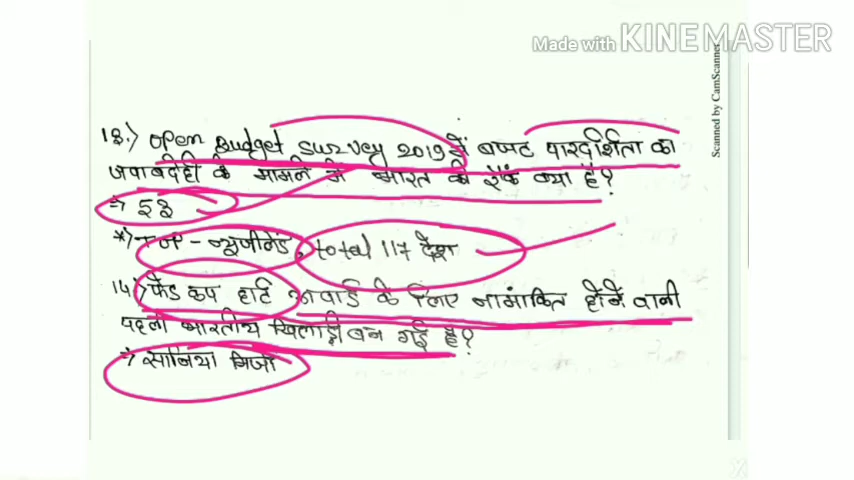 Made with KINEMASTER
Scanned by CamScanner
13.) Open Budget Survey 2019 में बजट पारदर्शिता का
जवाबदेही के मामले में भारत की रैंक क्या है?
⇒ 53
*) Top - न्यूजीलैंड, total 117 देश
14) फेड कप हार्ट अवार्ड के लिए नामांकित होने वाली
पहली भारतीय खिलाड़ी बन गई है?
⇒ सानिया मिर्जा